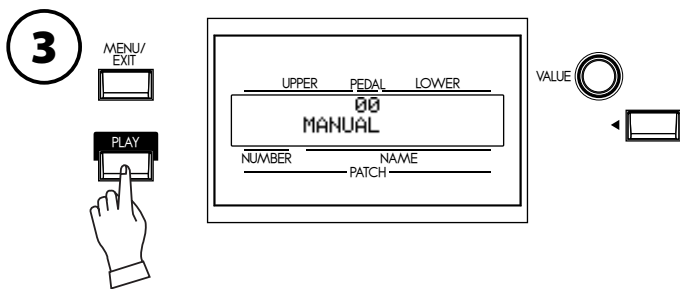 3
MENU/
EXIT
PLAY
UPPER PEDAL LOWER
00
MANUAL
NUMBER NAME
PATCH
VALUE